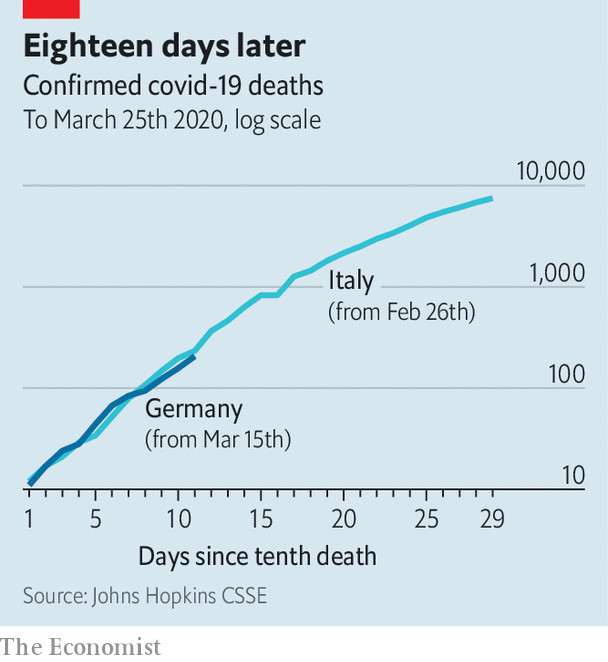 Eighteen days later
Confirmed covid-19 deaths
To March 25th 2020, log scale
10,000
1,000
Italy
(from Feb 26th)
100
Germany
(from Mar 15th)
10
1 5 10 15 20 25 29
Days since tenth death
Source: Johns Hopkins CSSE
The Economist